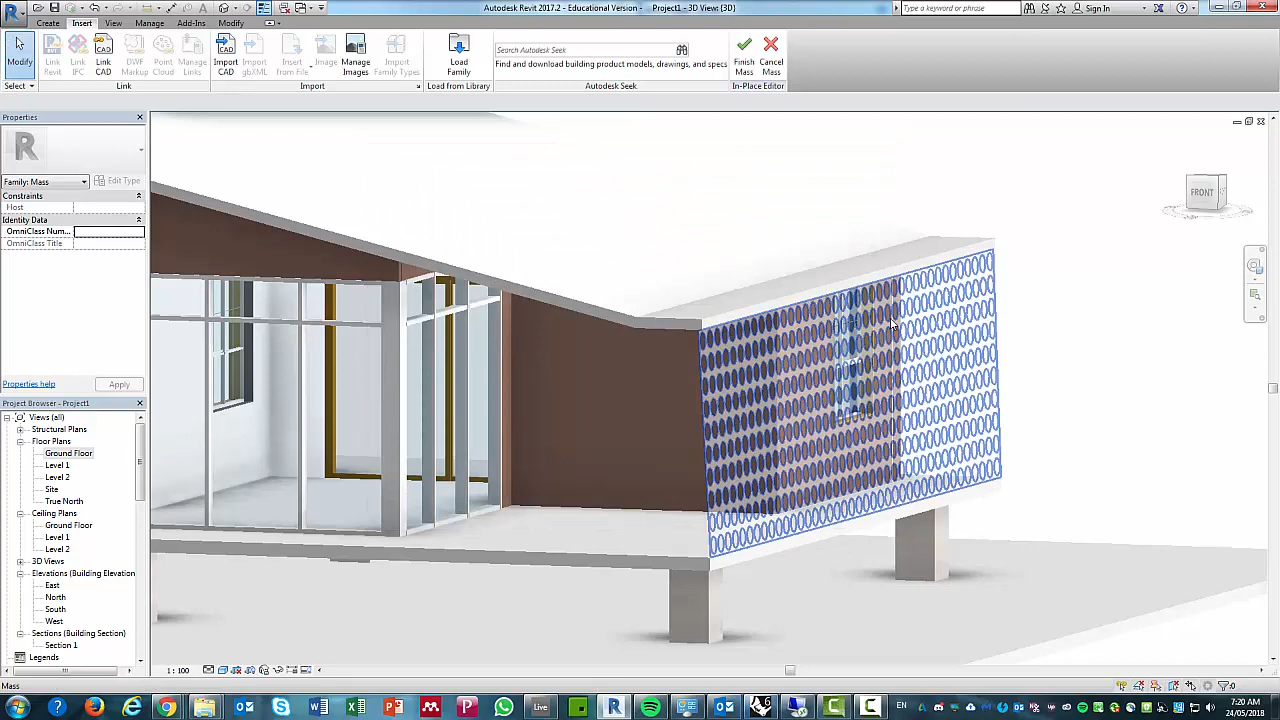 Autodesk Revit 2017.2 - Educational Version - Project1 - 3D View: {3D}
Type a keyword or phrase
Sign In
Create Insert View Manage Add-Ins Modify
Modify
Link Revit
Link IFC
Link CAD
DWF Markup
Point Cloud
Manage Links
Import CAD
Import gbXML
Insert from File
Image
Manage Images
Import Family Types
Load Family
Search Autodesk Seek
Find and download building product models, drawings, and specs
Finish Mass
Cancel Mass
Select
Link
Import
Load from Library
Autodesk Seek
In-Place Editor
Properties
Family: Mass
Edit Type
Constraints
Host
Identity Data
OmniClass Num...
OmniClass Title
Properties help
Apply
Project Browser - Project1
Views (all)
Structural Plans
Floor Plans
Ground Floor
Level 1
Level 2
Site
True North
Ceiling Plans
Ground Floor
Level 1
Level 2
3D Views
Elevations (Building Elevation
East
North
South
West
Sections (Building Section)
Section 1
Legends
FRONT
1 : 100
Mass
:0
Live
EN
7:20 AM
24/05/2018